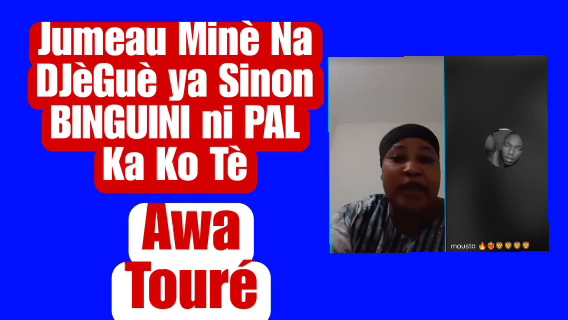 Jumeau Minè Na
DJèGuè ya Sinon
BINGUINI ni PAL
Ka Ko Tè
Awa
Touré
mousto 🔥❤️‍🔥🦁🦁🦁🦁